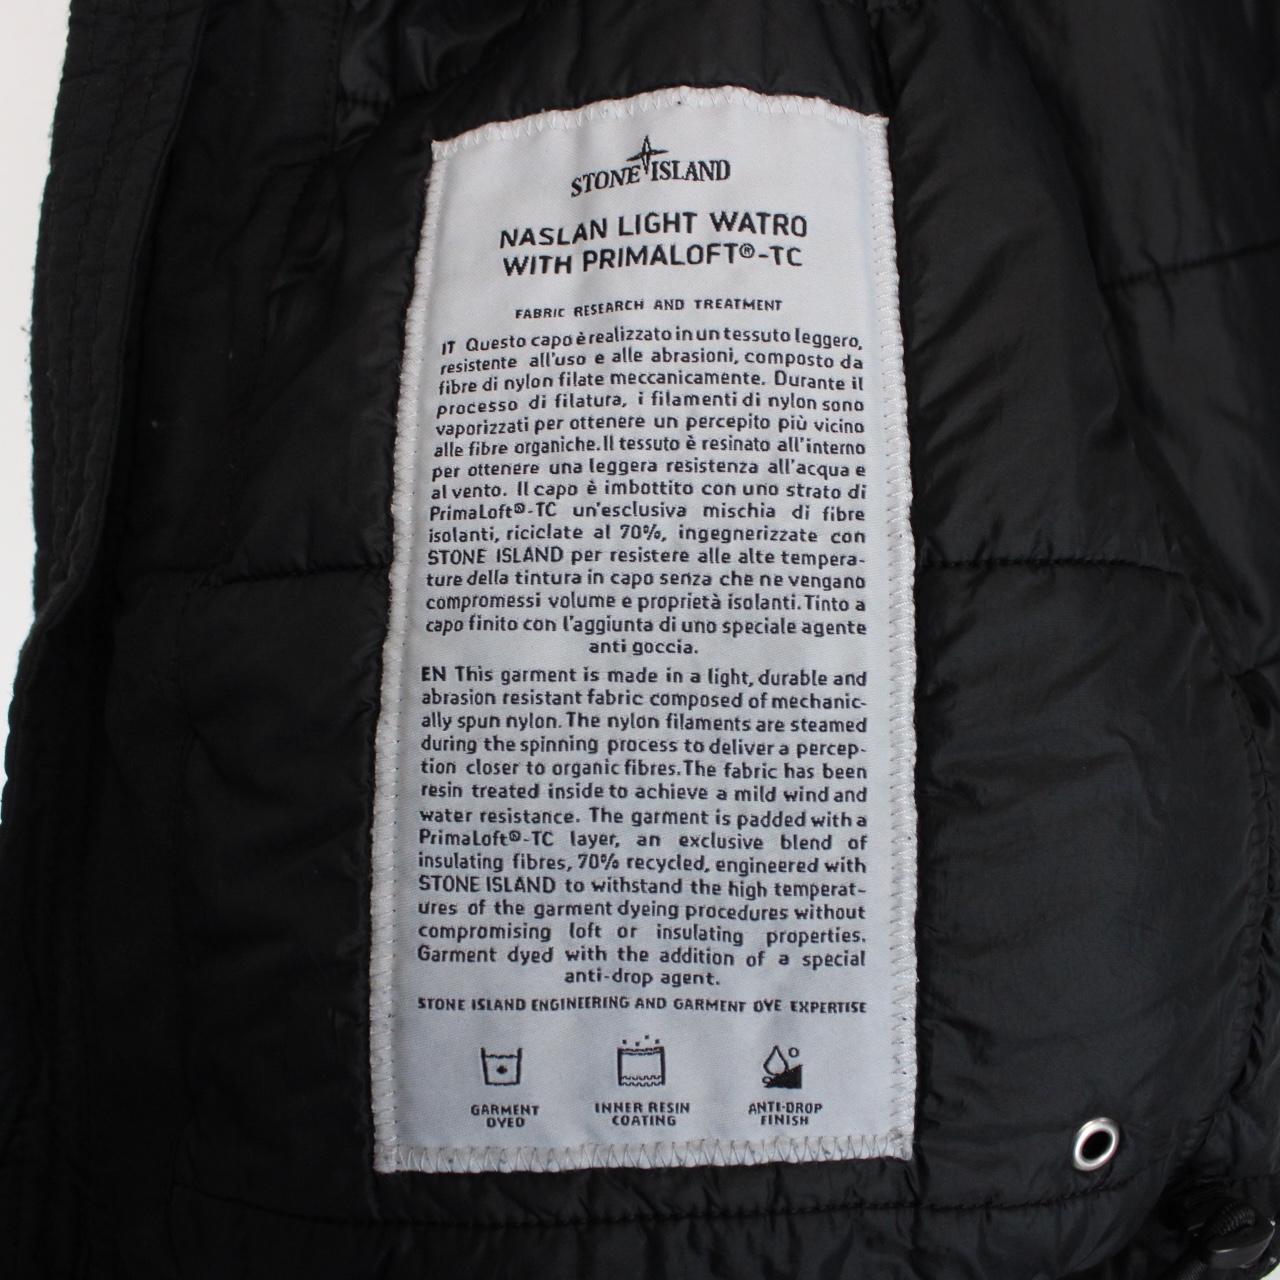 STONE ISLAND
NASLAN LIGHT WATRO
WITH PRIMALOFT®-TC
FABRIC RESEARCH AND TREATMENT
IT Questo capo è realizzato in un tessuto leggero,
resistente all'uso e alle abrasioni, composto da
fibre di nylon filate meccanicamente. Durante il
processo di filatura, i filamenti di nylon sono
vaporizzati per ottenere un percepito più vicino
alle fibre organiche. Il tessuto è resinato all'interno
per ottenere una leggera resistenza all'acqua e
al vento. Il capo è imbottito con uno strato di
PrimaLoft®-TC un'esclusiva mischia di fibre
isolanti, riciclate al 70%, ingegnerizzate con
STONE ISLAND per resistere alle alte tempera-
ture della tintura in capo senza che ne vengano
compromessi volume e proprietà isolanti. Tinto a
capo finito con l'aggiunta di uno speciale agente
anti goccia.
EN This garment is made in a light, durable and
abrasion resistant fabric composed of mechanic-
ally spun nylon. The nylon filaments are steamed
during the spinning process to deliver a percep-
tion closer to organic fibres. The fabric has been
resin treated inside to achieve a mild wind and
water resistance. The garment is padded with a
PrimaLoft®-TC layer, an exclusive blend of
insulating fibres, 70% recycled, engineered with
STONE ISLAND to withstand the high temperat-
ures of the garment dyeing procedures without
compromising loft or insulating properties.
Garment dyed with the addition of a special
anti-drop agent.
STONE ISLAND ENGINEERING AND GARMENT DYE EXPERTISE
GARMENT
DYED
INNER RESIN
COATING
ANTI-DROP
FINISH